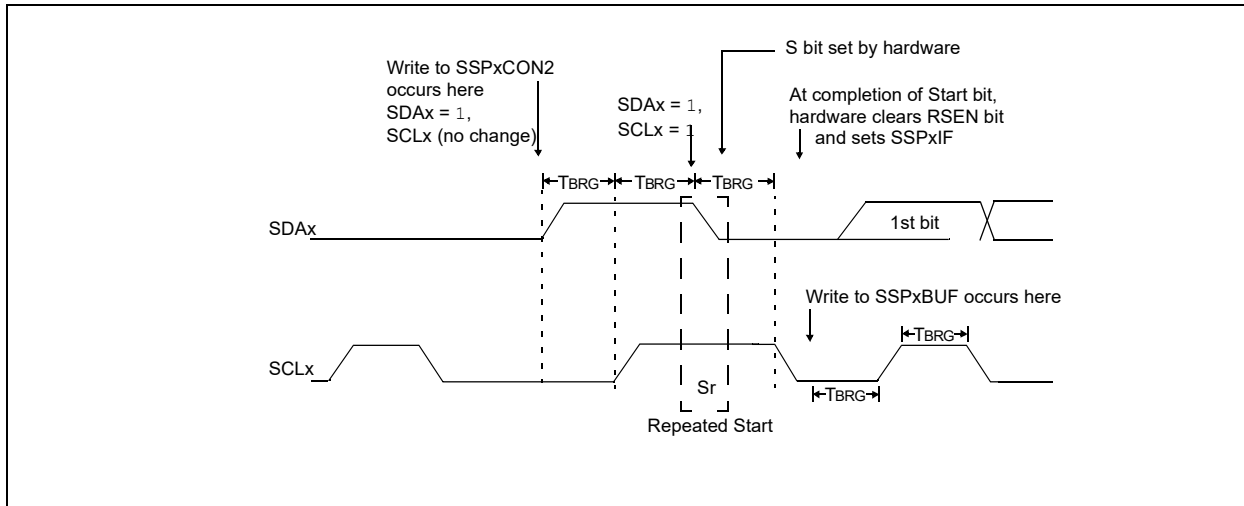 S bit set by hardware
Write to SSPxCON2
occurs here
SDAx = 1,
SCLx (no change)
SDAx = 1,
SCLx = 1
At completion of Start bit,
hardware clears RSEN bit
and sets SSPxIF
TBRG
TBRG
TBRG
SDAx
1st bit
Write to SSPxBUF occurs here
TBRG
SCLx
Sr
TBRG
Repeated Start